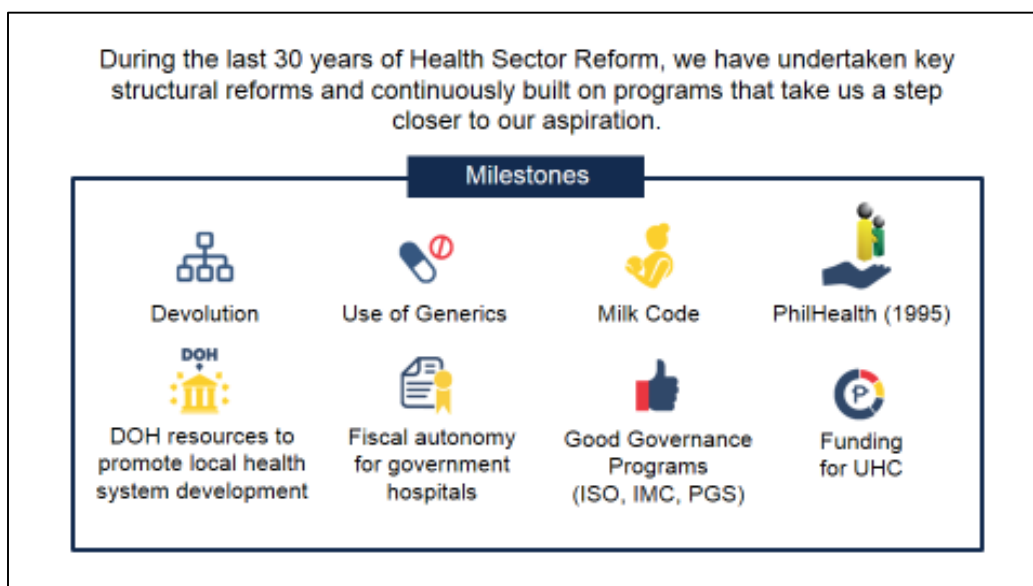 During the last 30 years of Health Sector Reform, we have undertaken key
structural reforms and continuously built on programs that take us a step
closer to our aspiration.
Milestones
Devolution
Use of Generics
Milk Code
PhilHealth (1995)
DOH
DOH resources to
promote local health
system development
Fiscal autonomy
for government
hospitals
Good Governance
Programs
(ISO, IMC, PGS)
₱
Funding
for UHC